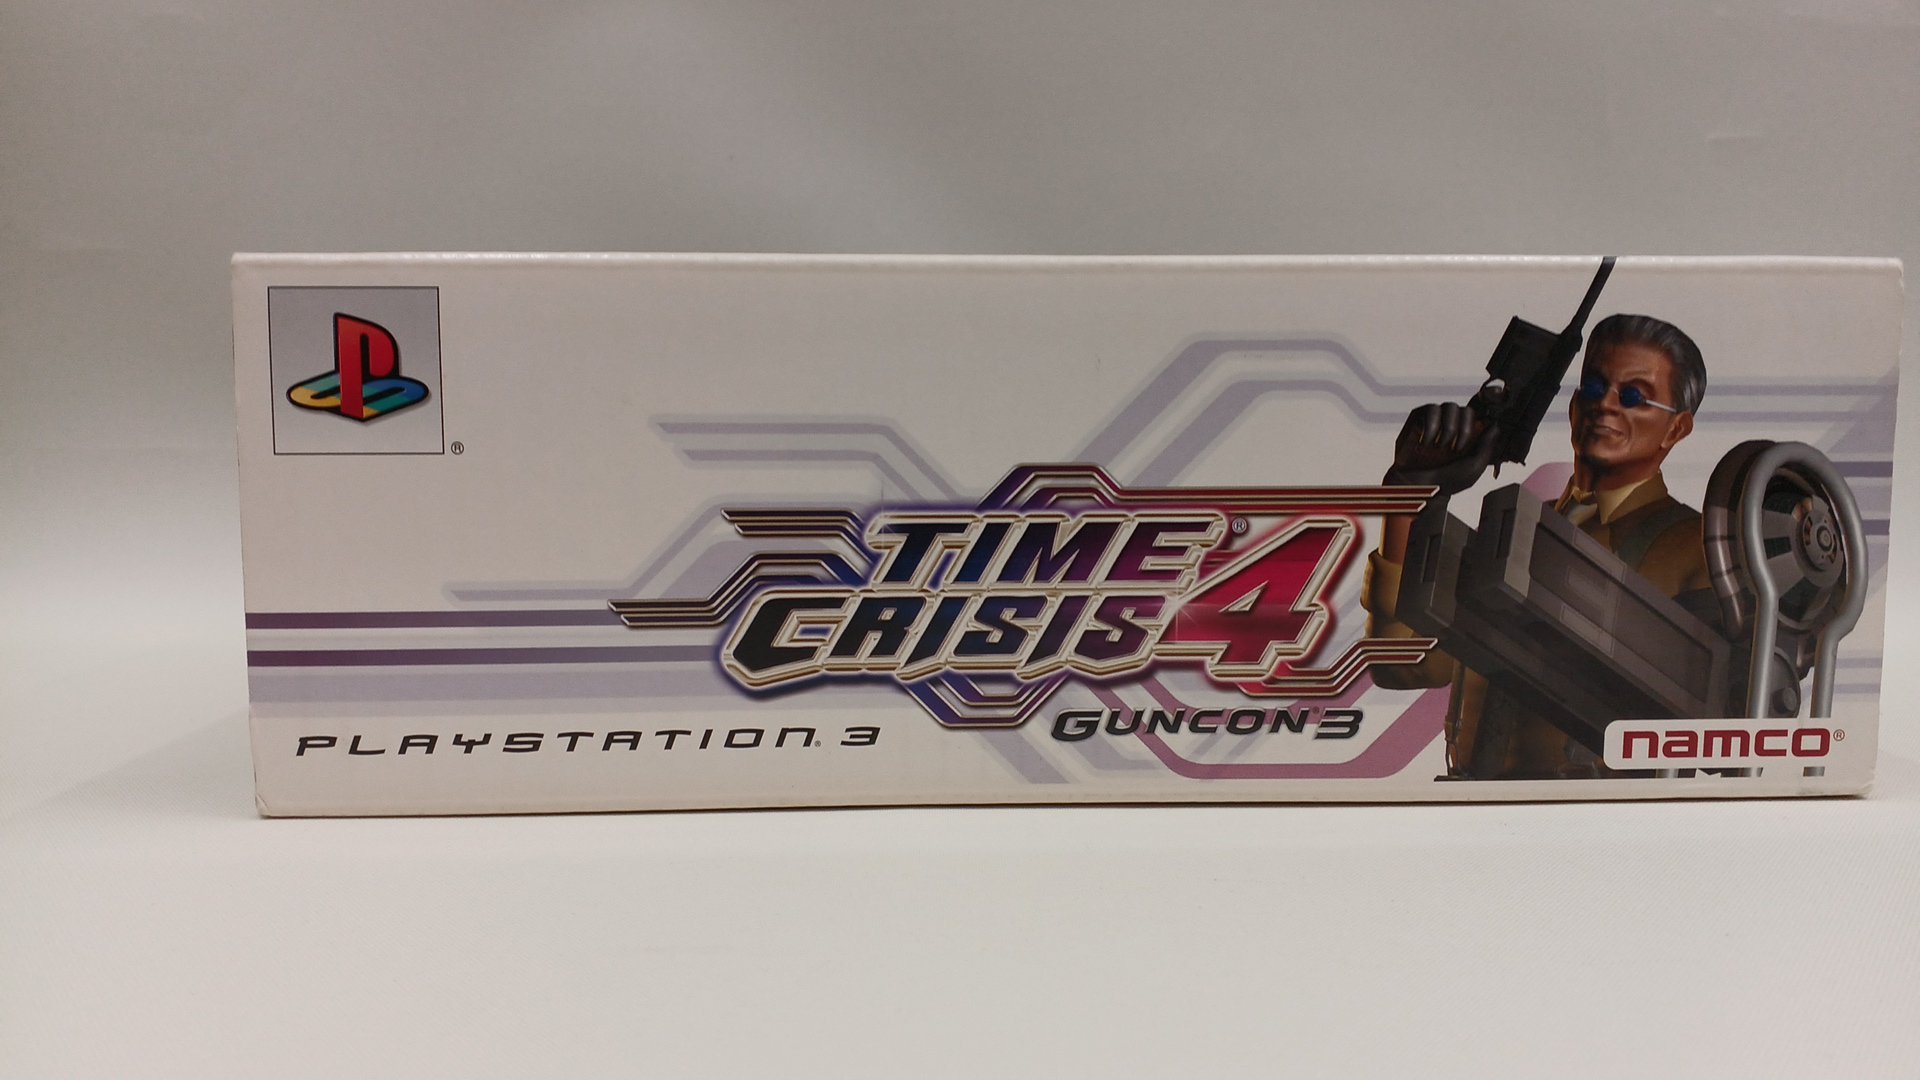 ®
TIME®
CRISIS 4
PLAYSTATION®3
GUNCON®3
namco®